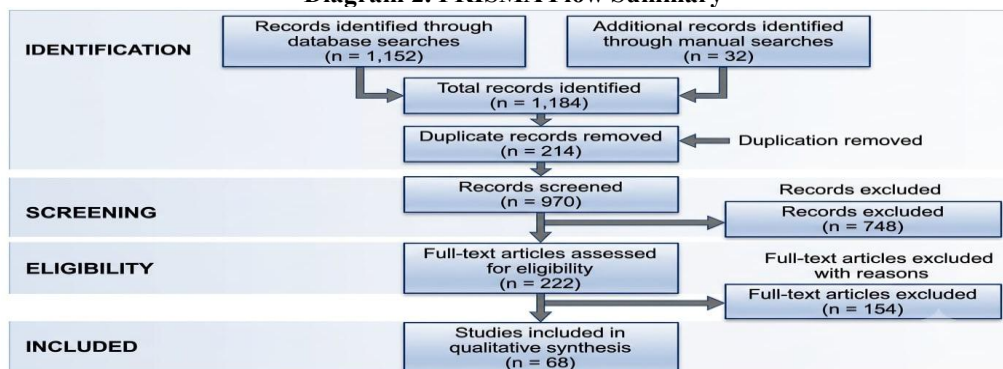 Diagram 2. PRISMA Flow Summary
IDENTIFICATION
Records identified through
database searches
(n = 1,152)
Additional records identified
through manual searches
(n = 32)
Total records identified
(n = 1,184)
Duplicate records removed
(n = 214)
Duplication removed
SCREENING
Records screened
(n = 970)
Records excluded
Records excluded
(n = 748)
ELIGIBILITY
Full-text articles assessed
for eligibility
(n = 222)
Full-text articles excluded
with reasons
Full-text articles excluded
(n = 154)
INCLUDED
Studies included in
qualitative synthesis
(n = 68)